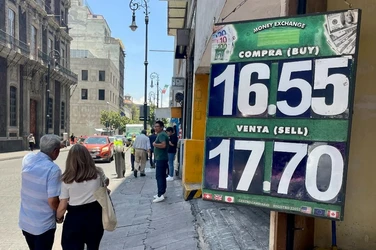 MONEY EXCHANGE
COMPRA (BUY)
16.55
VENTA (SELL)
17.70